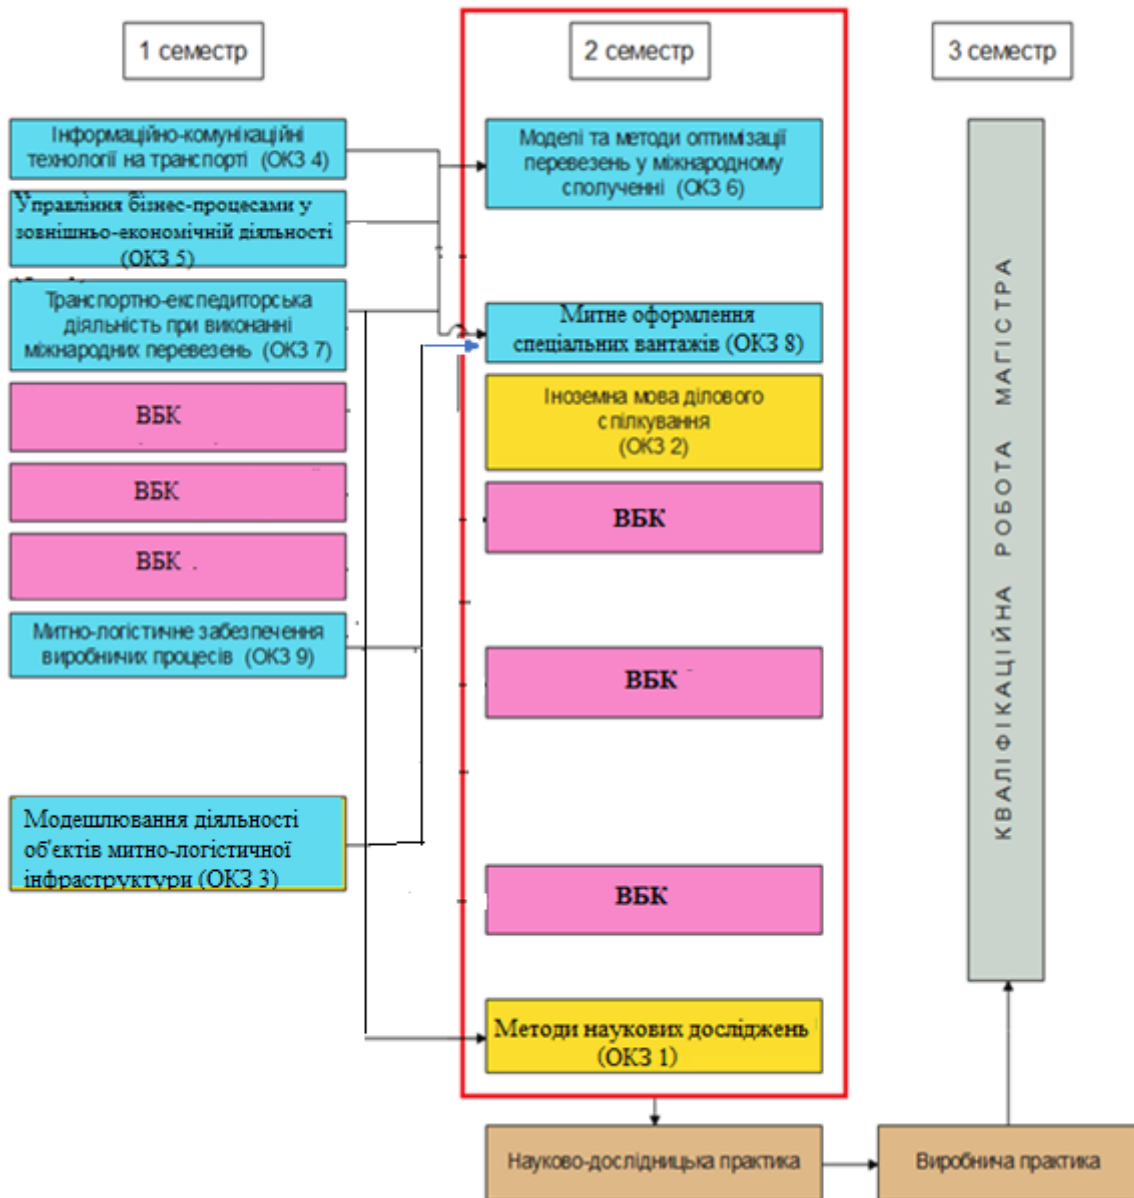 1 семестр
2 семестр
3 семестр
Інформаційно-комунікаційні
технології на транспорті (ОКЗ 4)
Управління бізнес-процесами у
зовнішньо-економічній діяльності
(ОКЗ 5)
Транспортно-експедиторська
діяльність при виконанні
міжнародних перевезень (ОКЗ 7)
ВБК
ВБК
ВБК .
Митно-логістичне забезпечення
виробничих процесів (ОКЗ 9)
Модешлювання діяльності
об'єктів митно-логістичної
інфраструктури (ОКЗ 3)
Моделі та методи оптимізації
перевезень у міжнародному
сполученні (ОКЗ 6)
Митне оформлення
спеціальних вантажів (ОКЗ 8)
Іноземна мова ділового
спілкування
(ОКЗ 2)
ВБК
ВБК
ВБК
Методи наукових досліджень
(ОКЗ 1)
Науково-дослідницька практика
Виробнича практика
КВАЛІФІКАЦІЙНА РОБОТА МАГІСТРА